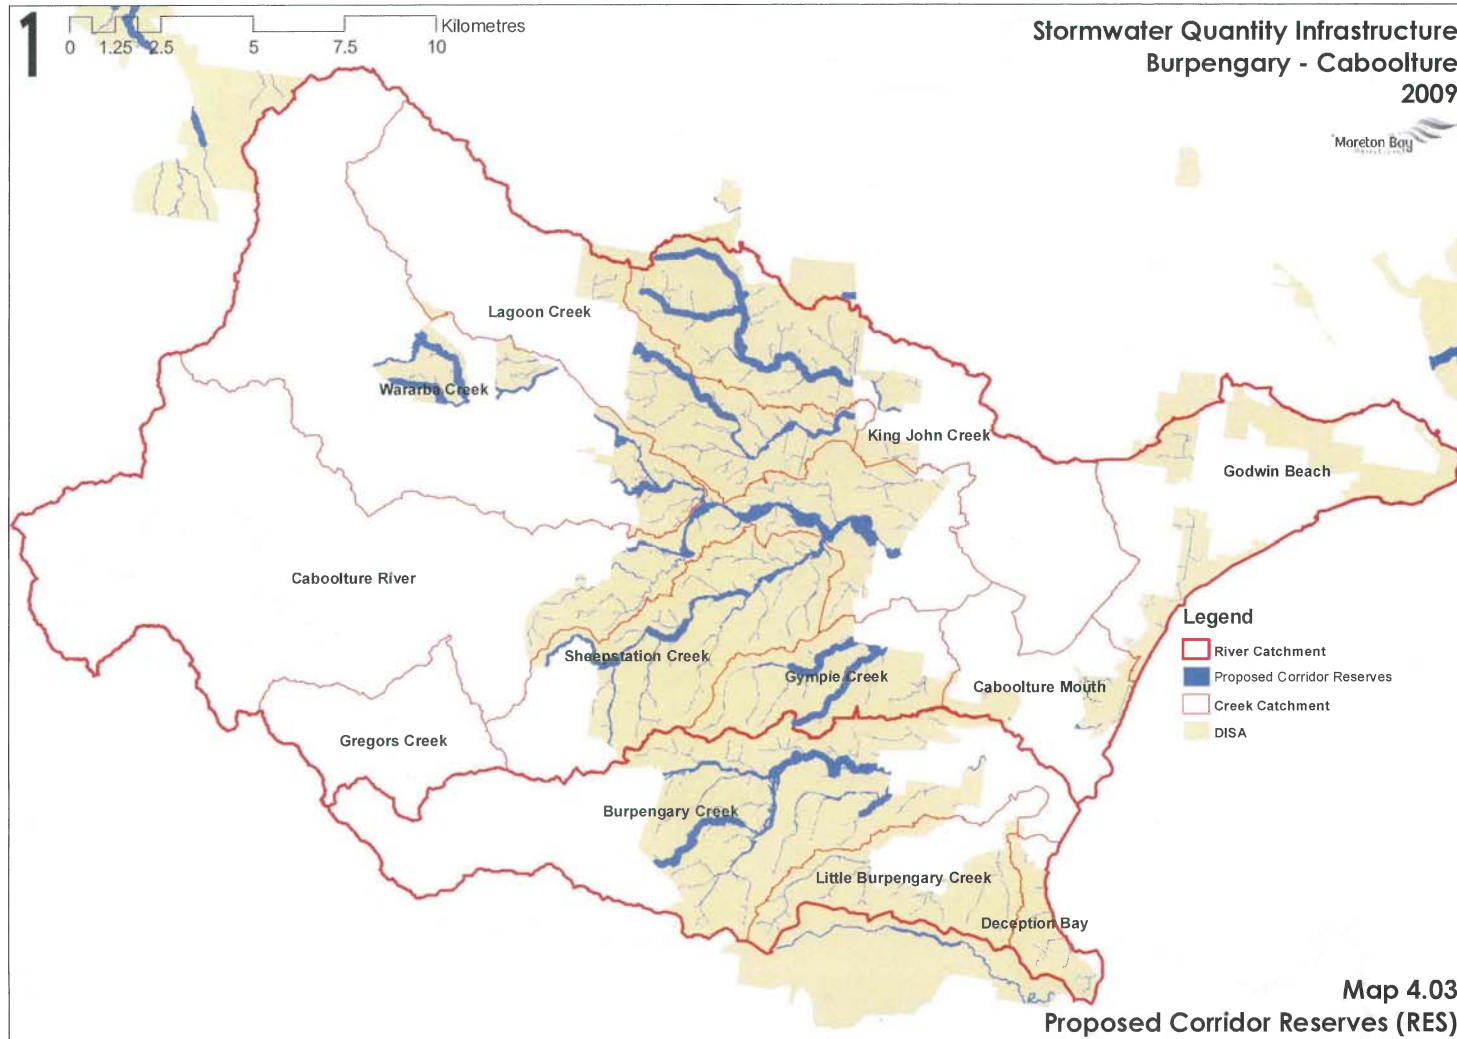 1
Kilometres
0 1.25 2.5 5 7.5 10
Stormwater Quantity Infrastructure
Burpengary - Caboolture
2009
Moreton Bay
Lagoon Creek
Wararba Creek
King John Creek
Godwin Beach
Caboolture River
Sheepstation Creek
Gympie Creek
Caboolture Mouth
Gregors Creek
Burpengary Creek
Little Burpengary Creek
Deception Bay
Legend
River Catchment
Proposed Corridor Reserves
Creek Catchment
DISA
Map 4.03
Proposed Corridor Reserves (RES)